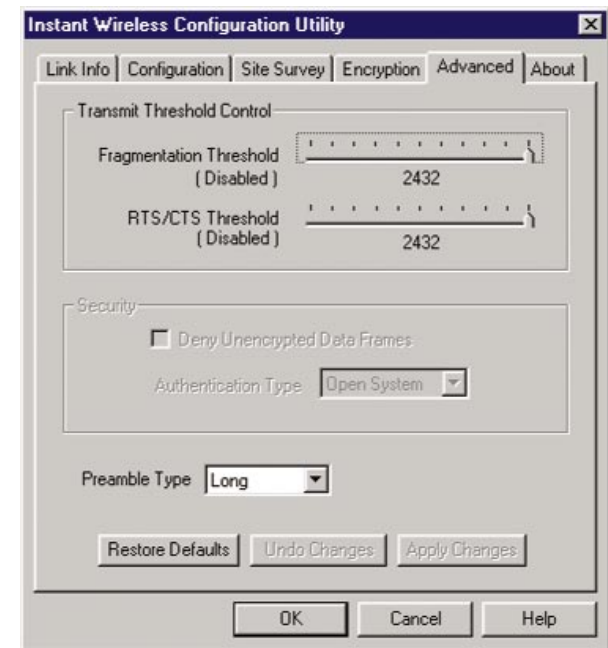 Instant Wireless Configuration Utility
Link Info Configuration Site Survey Encryption Advanced About
Transmit Threshold Control
Fragmentation Threshold
( Disabled )
2432
RTS/CTS Threshold
( Disabled )
2432
Security
Deny Unencrypted Data Frames
Authentication Type Open System
Preamble Type Long
Restore Defaults Undo Changes Apply Changes
OK Cancel Help